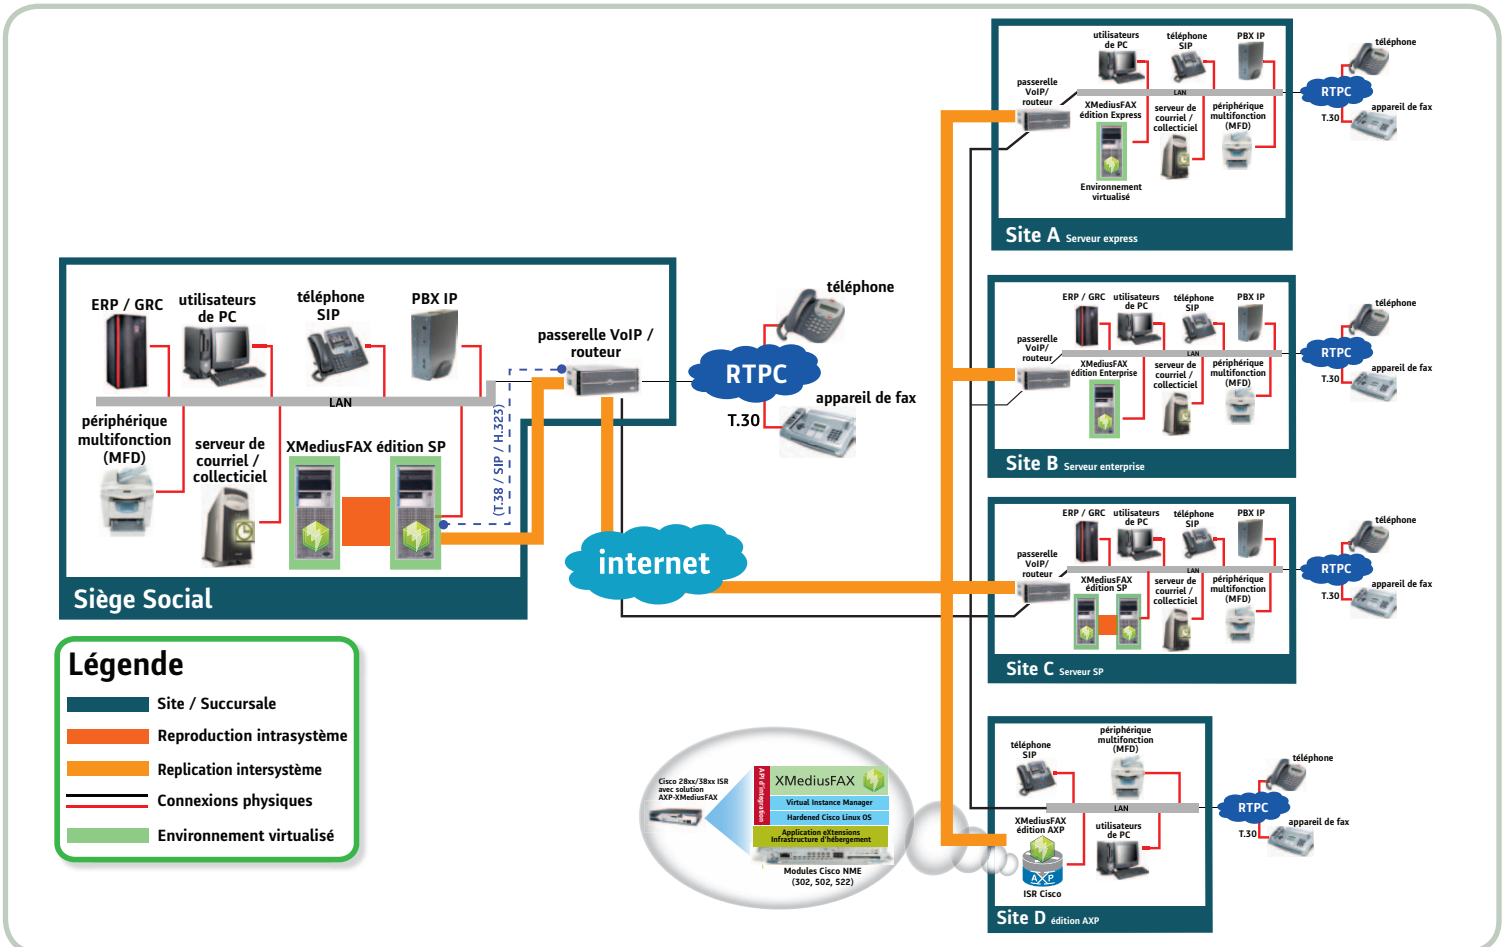 ERP / GRC
utilisateurs
de PC
téléphone
SIP
PBX IP
passerelle VoIP /
routeur
LAN
périphérique
multifonction
(MFD)
serveur de
courriel /
collecticiel
XMediusFAX édition SP
(T.38 / SIP / H.323)
Siège Social
RTPC
téléphone
T.30
appareil de fax
internet
Légende
Site / Succursale
Reproduction intrasystème
Replication intersystème
Connexions physiques
Environnement virtualisé
utilisateurs
de PC
téléphone
SIP
PBX IP
passerelle
VoIP/
routeur
LAN
XMediusFAX
édition Express
serveur de
courriel /
collecticiel
périphérique
multifonction
(MFD)
Environnement
virtualisé
Site A Serveur express
téléphone
RTPC
T.30
appareil de fax
ERP / GRC
utilisateurs
de PC
téléphone
SIP
PBX IP
passerelle
VoIP/
routeur
LAN
XMediusFAX
édition Enterprise
serveur de
courriel /
collecticiel
périphérique
multifonction
(MFD)
Site B Serveur enterprise
téléphone
RTPC
T.30
appareil de fax
ERP / GRC
utilisateurs
de PC
téléphone
SIP
PBX IP
passerelle
VoIP/
routeur
LAN
XMediusFAX
édition SP
serveur de
courriel /
collecticiel
périphérique
multifonction
(MFD)
Site C Serveur SP
téléphone
RTPC
T.30
appareil de fax
Cisco 28xx/38xx ISR
avec solution
AXP-XMediusFAX
API d'integration
XMediusFAX
Virtual Instance Manager
Hardened Cisco Linux OS
Application eXtensions
Infrastructure d'hébergement
Modules Cisco NME
(302, 502, 522)
téléphone
SIP
périphérique
multifonction
(MFD)
LAN
XMediusFAX
édition AXP
AXP
ISR Cisco
utilisateurs
de PC
Site D édition AXP
téléphone
RTPC
T.30
appareil de fax